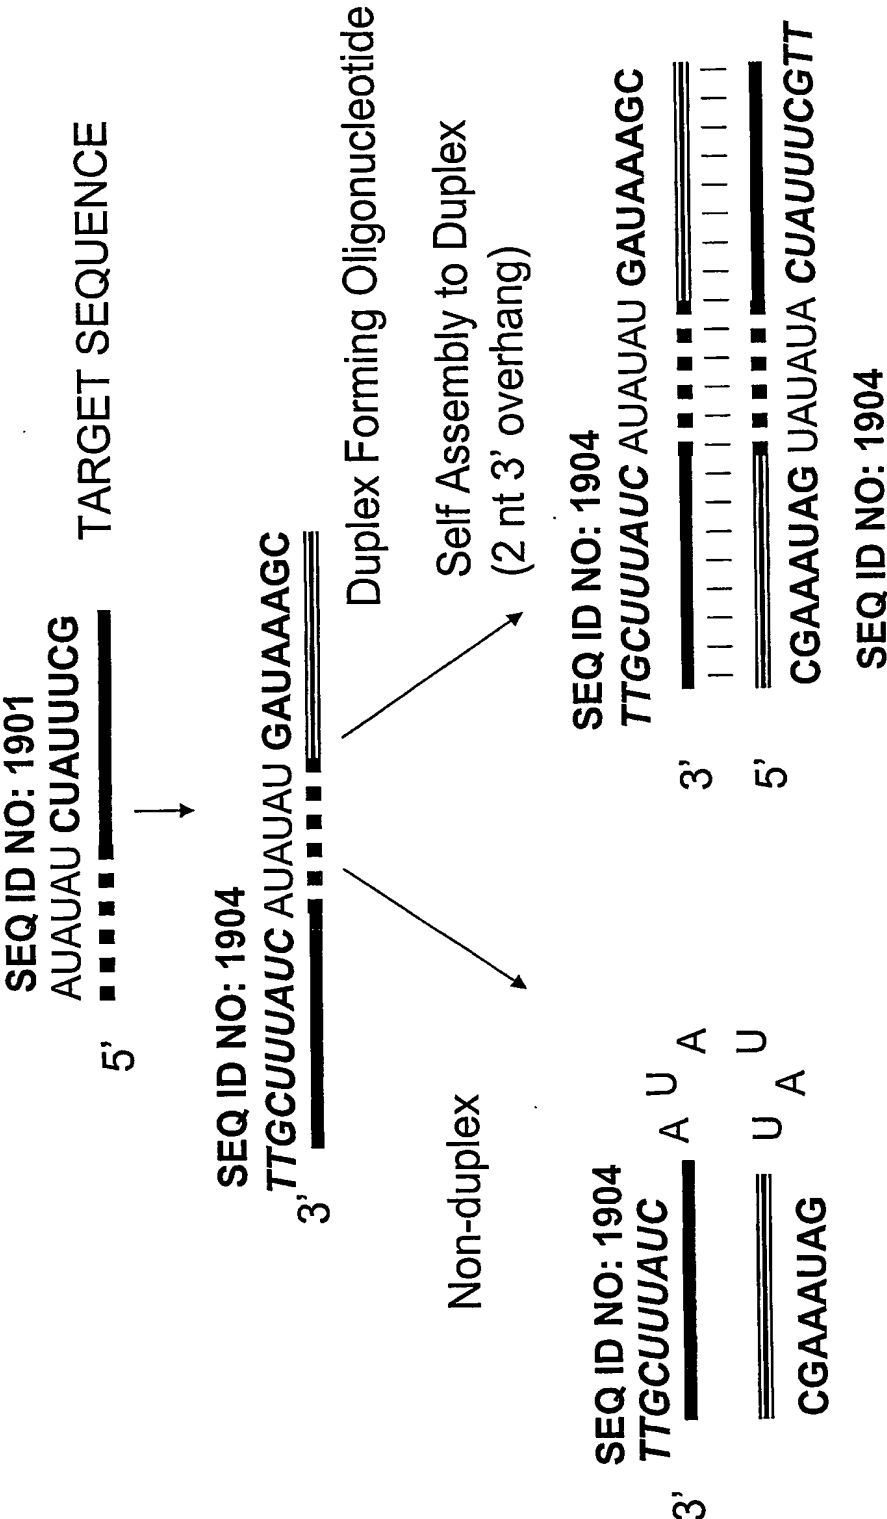 SEQ ID NO: 1901
AUAUAU CUAUUUCG
5'
TARGET SEQUENCE
SEQ ID NO: 1904
TTGCUUUAUC AUAUAU GAUAAAGC
3'
Duplex Forming Oligonucleotide
Non-duplex
Self Assembly to Duplex
(2 nt 3' overhang)
SEQ ID NO: 1904
TTGCUUUAUC
3'
A
U
A
U
A
U
CGAAAUAG
SEQ ID NO: 1904
TTGCUUUAUC AUAUAU GAUAAAGC
3'
5'
CGAAAUAG UAUAUA CUAUUUCGTT
SEQ ID NO: 1904